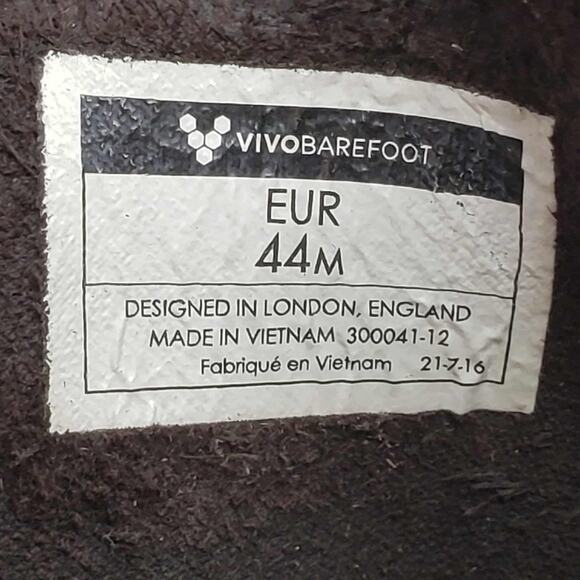 VIVOBAREFOOT
EUR
44M
DESIGNED IN LONDON, ENGLAND
MADE IN VIETNAM 300041-12
Fabriqué en Vietnam 21-7-16